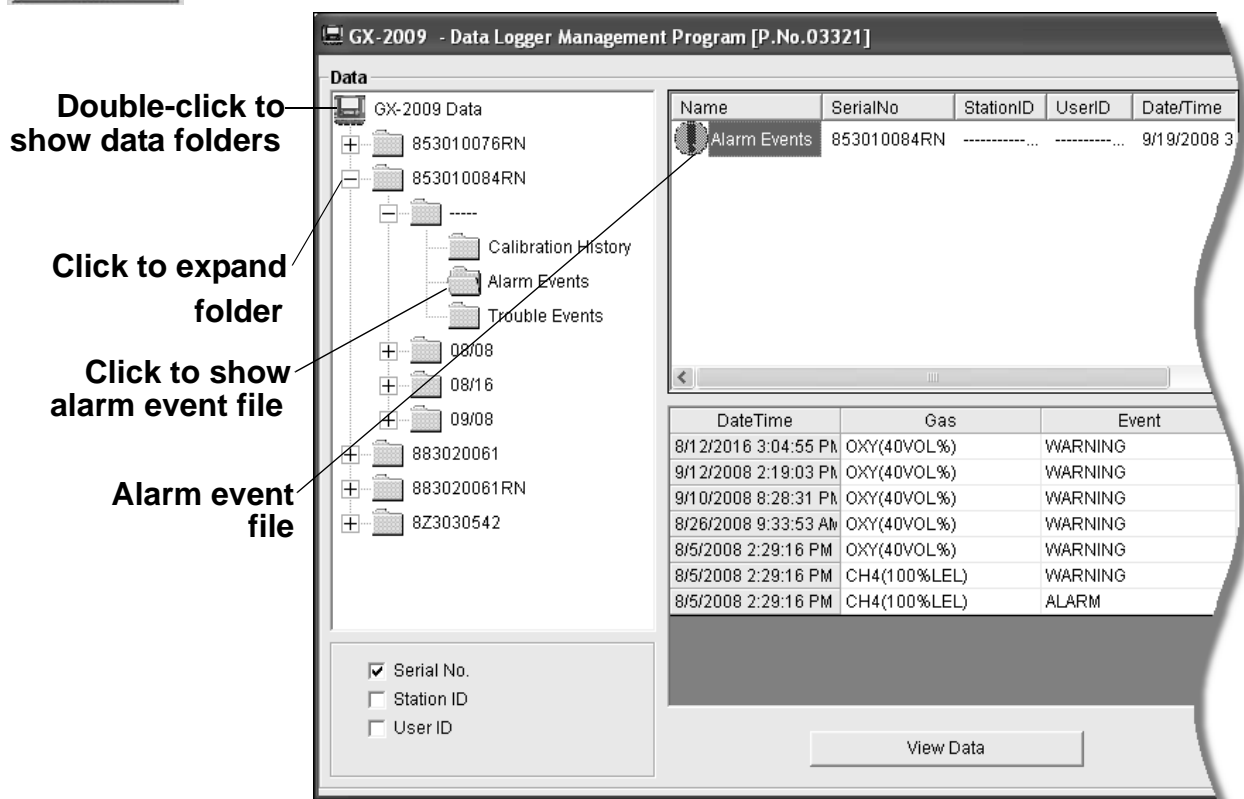 GX-2009 - Data Logger Management Program [P.No.03321]
Data
Double-click to
show data folders
Click to expand
folder
Click to show
alarm event file
Alarm event
file
GX-2009 Data
853010076RN
853010084RN
-----
Calibration History
Alarm Events
Trouble Events
08/08
08/16
09/08
883020061
883020061RN
8Z3030542
Serial No.
Station ID
User ID
Name SerialNo StationID UserID Date/Time
Alarm Events 853010084RN -----------... ----------... 9/19/2008 3
DateTime Gas Event
8/12/2016 3:04:55 PM OXY(40VOL%) WARNING
9/12/2008 2:19:03 PM OXY(40VOL%) WARNING
9/10/2008 8:28:31 PM OXY(40VOL%) WARNING
8/26/2008 9:33:53 AM OXY(40VOL%) WARNING
8/5/2008 2:29:16 PM OXY(40VOL%) WARNING
8/5/2008 2:29:16 PM CH4(100%LEL) WARNING
8/5/2008 2:29:16 PM CH4(100%LEL) ALARM
View Data